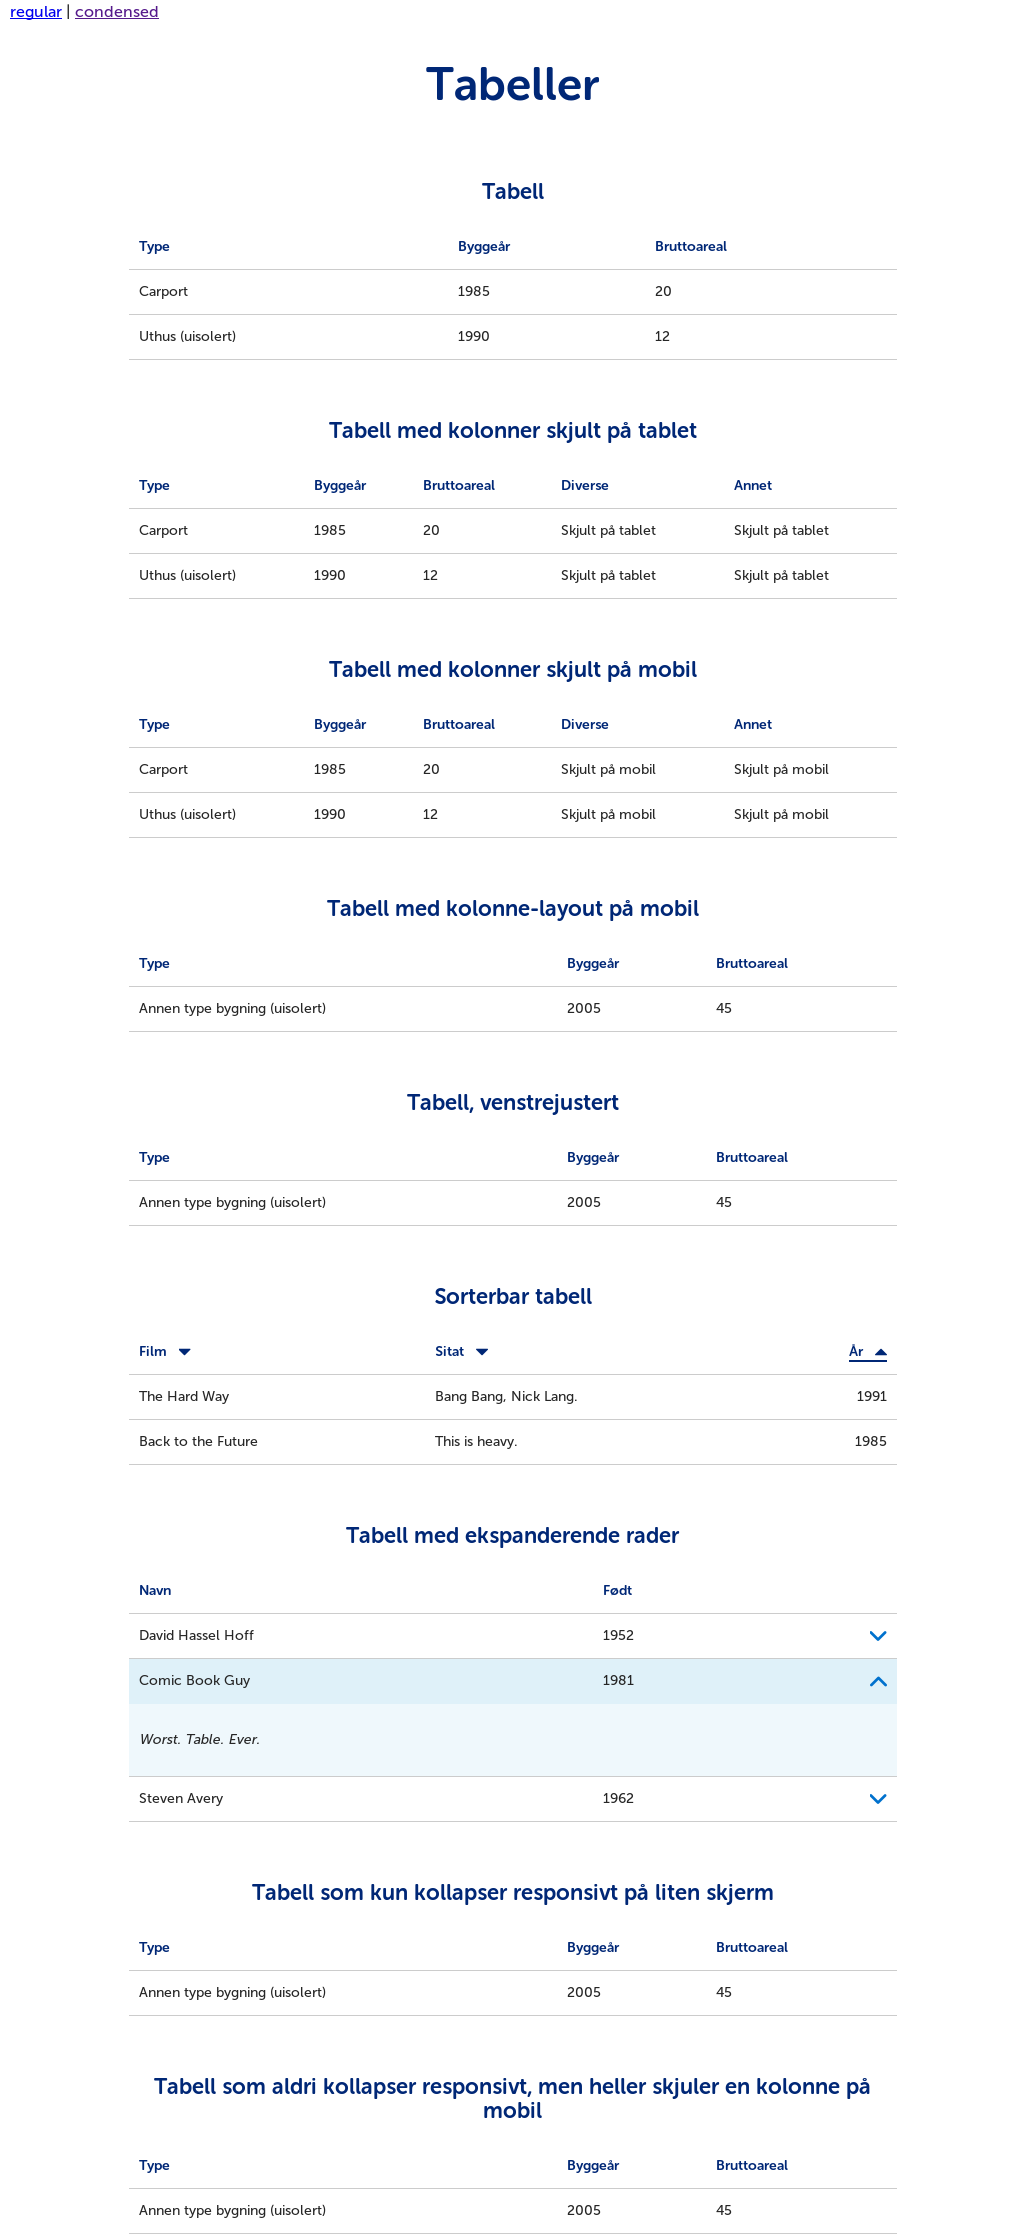 regular | condensed
Tabeller
Tabell
Type Byggeår Bruttoareal
Carport 1985 20
Uthus (uisolert) 1990 12
Tabell med kolonner skjult på tablet
Type Byggeår Bruttoareal Diverse Annet
Carport 1985 20 Skjult på tablet Skjult på tablet
Uthus (uisolert) 1990 12 Skjult på tablet Skjult på tablet
Tabell med kolonner skjult på mobil
Type Byggeår Bruttoareal Diverse Annet
Carport 1985 20 Skjult på mobil Skjult på mobil
Uthus (uisolert) 1990 12 Skjult på mobil Skjult på mobil
Tabell med kolonne-layout på mobil
Type Byggeår Bruttoareal
Annen type bygning (uisolert) 2005 45
Tabell, venstrejustert
Type Byggeår Bruttoareal
Annen type bygning (uisolert) 2005 45
Sorterbar tabell
Film Sitat År
The Hard Way Bang Bang, Nick Lang. 1991
Back to the Future This is heavy. 1985
Tabell med ekspanderende rader
Navn Født
David Hassel Hoff 1952
Comic Book Guy 1981
Worst. Table. Ever.
Steven Avery 1962
Tabell som kun kollapser responsivt på liten skjerm
Type Byggeår Bruttoareal
Annen type bygning (uisolert) 2005 45
Tabell som aldri kollapser responsivt, men heller skjuler en kolonne på
mobil
Type Byggeår Bruttoareal
Annen type bygning (uisolert) 2005 45